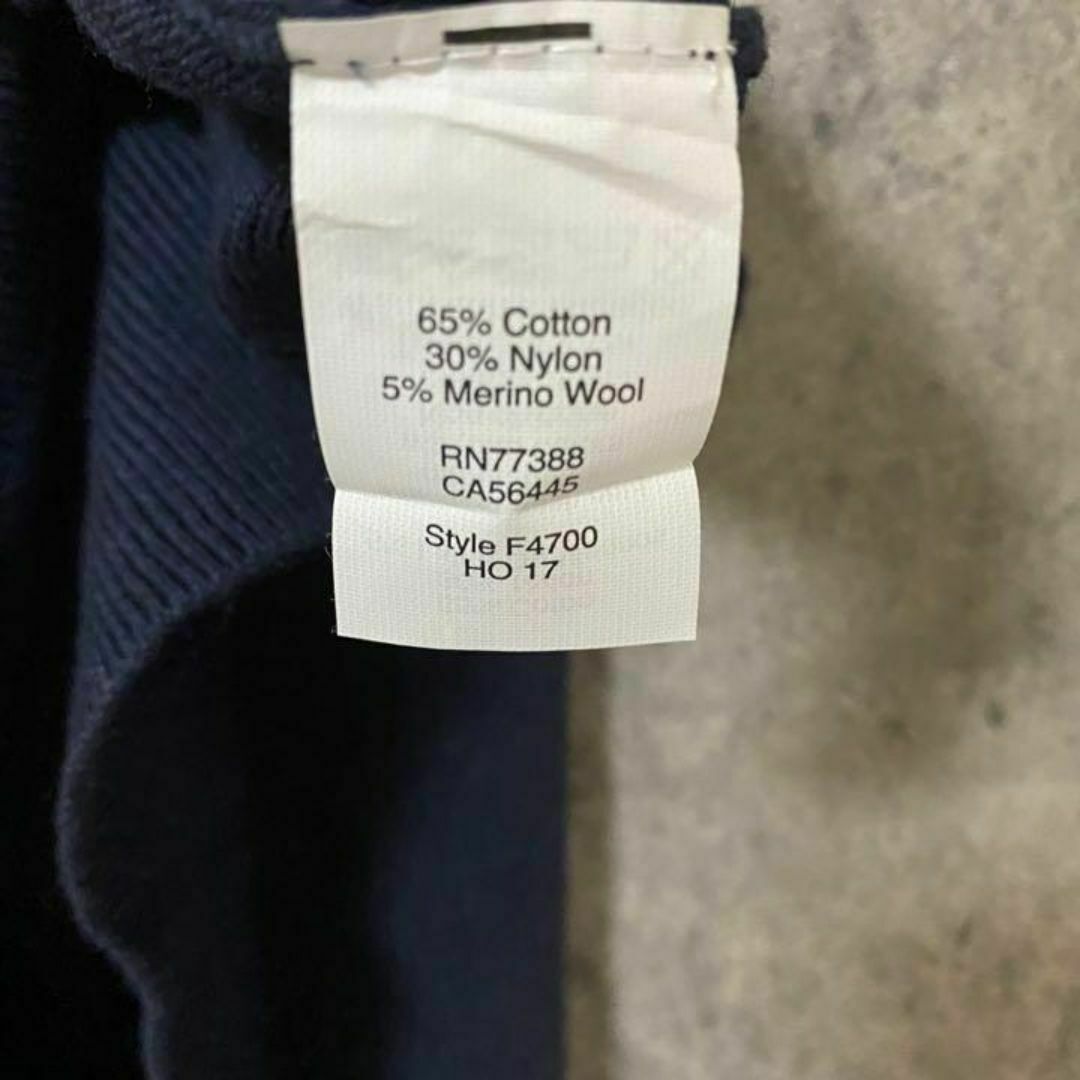 65% Cotton
30% Nylon
5% Merino Wool
RN77388
CA56445
Style F4700
HO 17